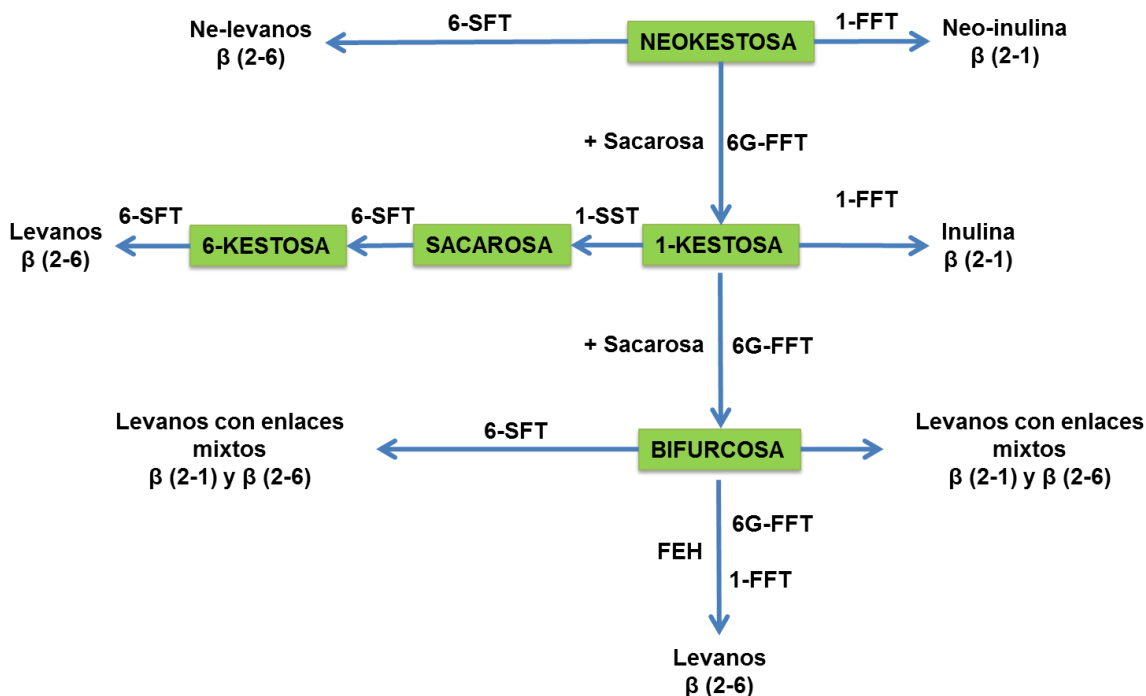 6-SFT
1-FFT
Ne-levanos
β (2-6)
NEOKESTOSA
Neo-inulina
β (2-1)
+ Sacarosa
6G-FFT
1-FFT
6-SFT
6-SFT
1-SST
Levanos
β (2-6)
6-KESTOSA
SACAROSA
1-KESTOSA
Inulina
β (2-1)
+ Sacarosa
6G-FFT
Levanos con enlaces
mixtos
β (2-1) y β (2-6)
6-SFT
BIFURCOSA
Levanos con enlaces
mixtos
β (2-1) y β (2-6)
6G-FFT
FEH
1-FFT
Levanos
β (2-6)